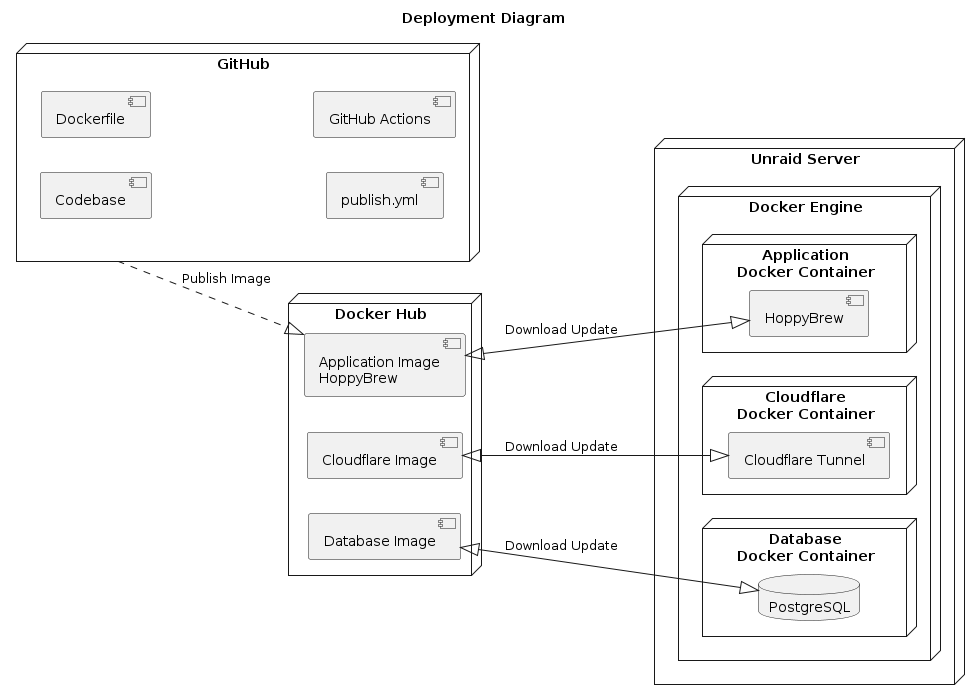 Deployment Diagram
GitHub
Dockerfile
GitHub Actions
Codebase
publish.yml
Publish Image
Docker Hub
Application Image
HoppyBrew
Cloudflare Image
Database Image
Download Update
Download Update
Download Update
Unraid Server
Docker Engine
Application
Docker Container
HoppyBrew
Cloudflare
Docker Container
Cloudflare Tunnel
Database
Docker Container
PostgreSQL